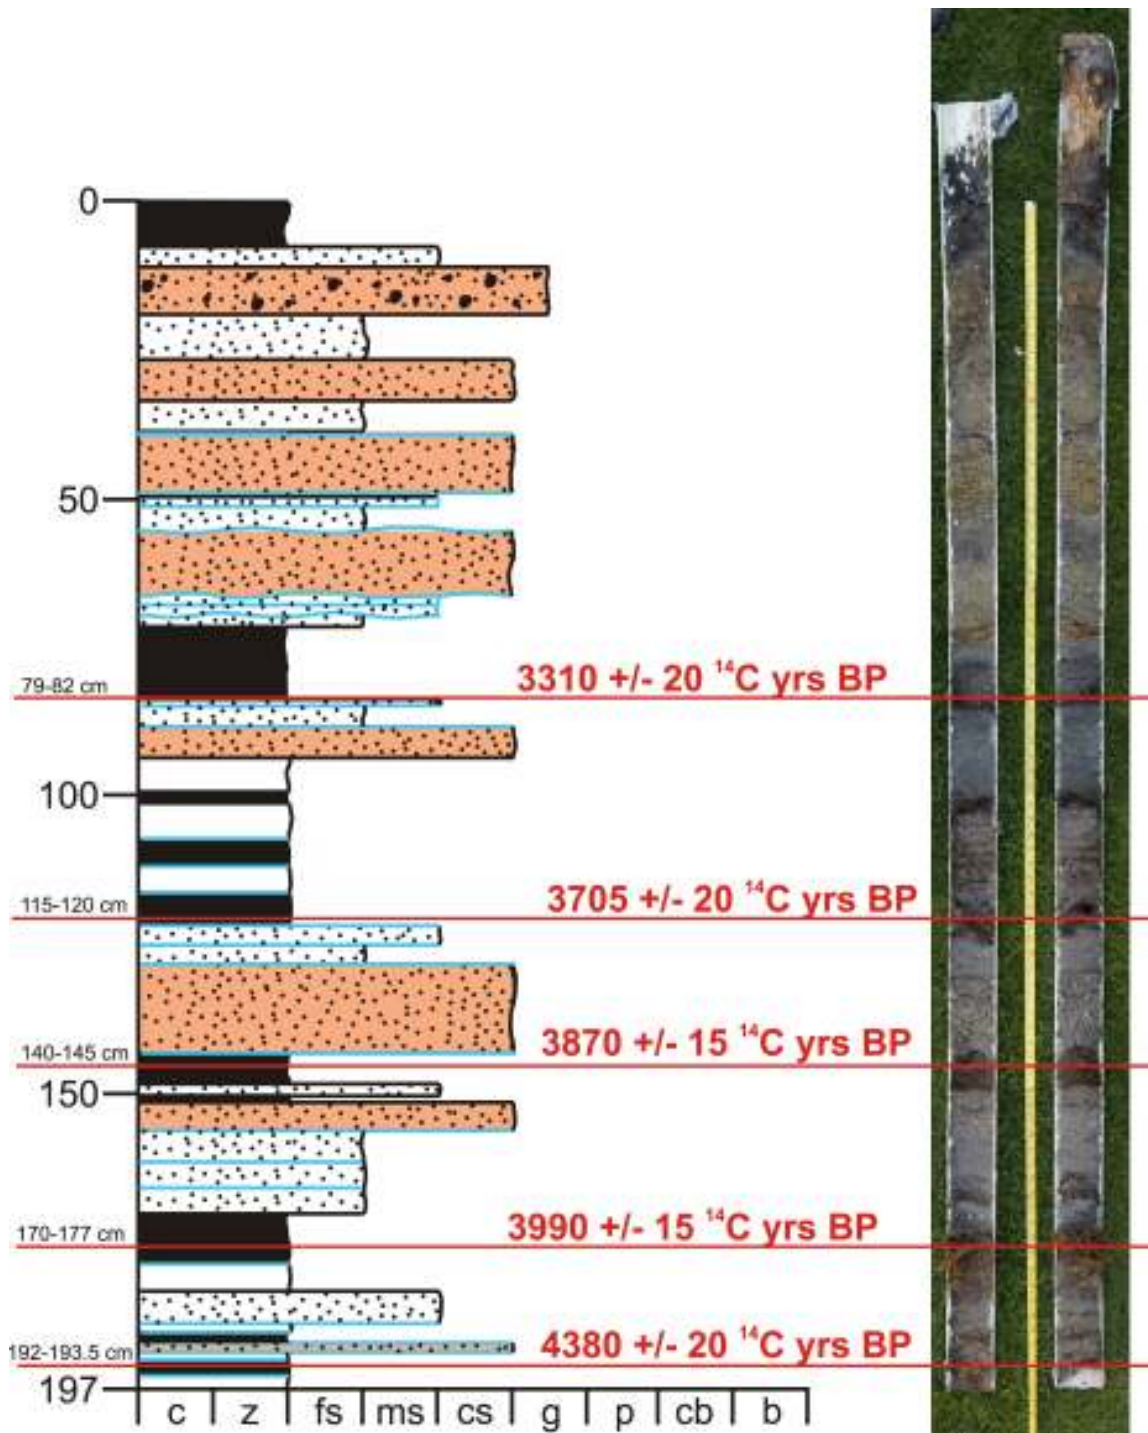 0
50
79-82 cm
3310 +/- 20 ¹⁴C yrs BP
100
115-120 cm
3705 +/- 20 ¹⁴C yrs BP
140-145 cm
3870 +/- 15 ¹⁴C yrs BP
150
170-177 cm
3990 +/- 15 ¹⁴C yrs BP
192-193.5 cm
4380 +/- 20 ¹⁴C yrs BP
197
c z fs ms cs g p cb b